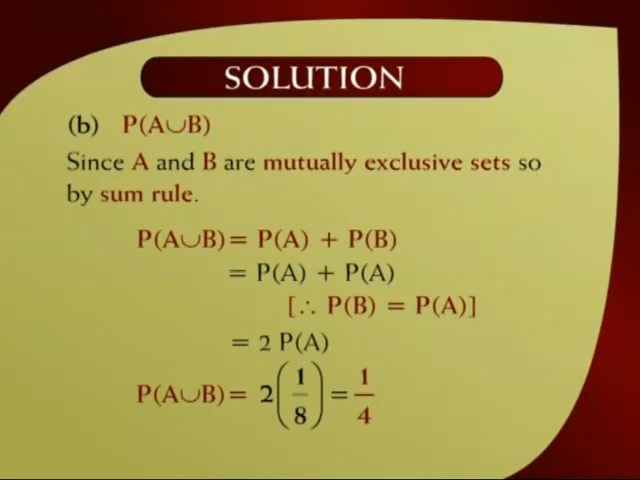 SOLUTION
(b) P(A∪B)
Since A and B are mutually exclusive sets so
by sum rule.
P(A∪B) = P(A) + P(B)
= P(A) + P(A)
[∴ P(B) = P(A)]
= 2 P(A)
P(A∪B) = 2(1/8) = 1/4